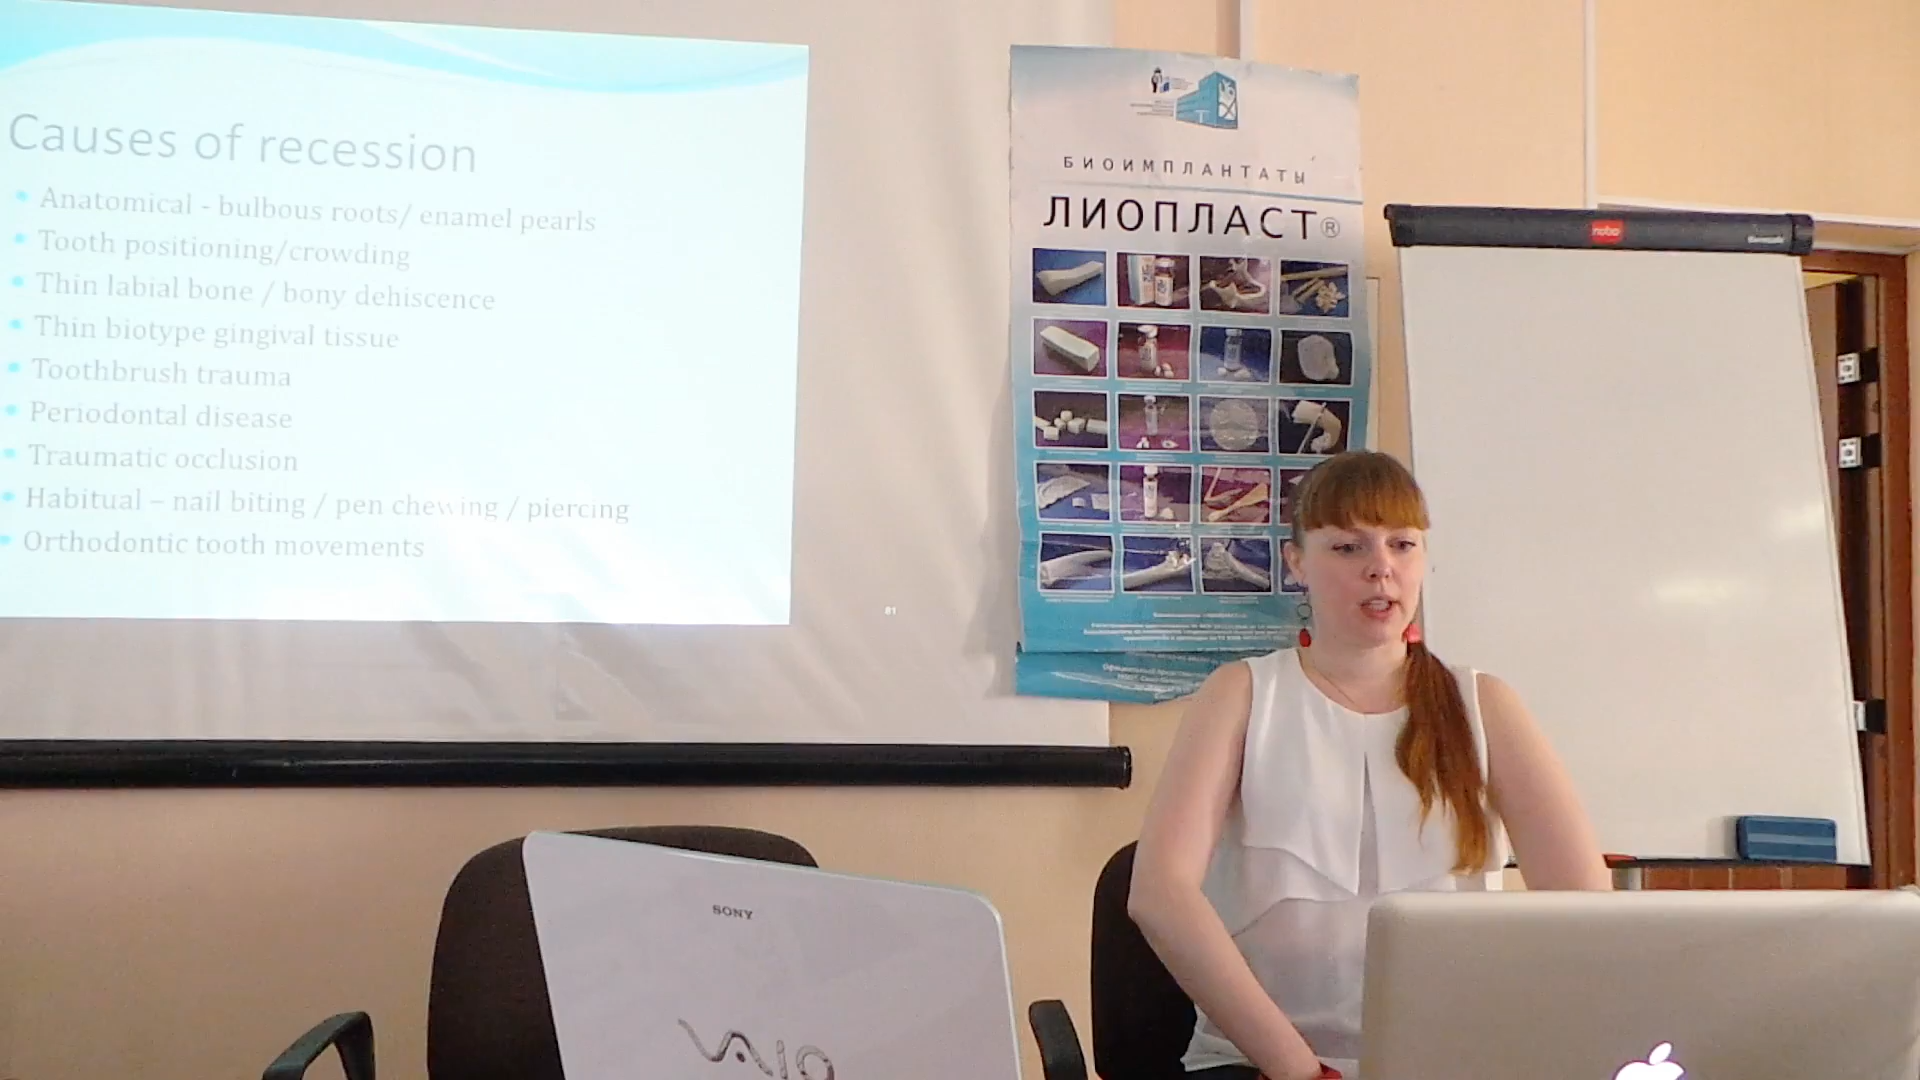 Causes of recession
• Anatomical - bulbous roots/ enamel pearls
• Tooth positioning/crowding
• Thin labial bone / bony dehiscence
• Thin biotype gingival tissue
• Toothbrush trauma
• Periodontal disease
• Traumatic occlusion
• Habitual – nail biting / pen chewing / piercing
• Orthodontic tooth movements
81
БИОИМПЛАНТАТЫ
ЛИОПЛАСТ®
nobo
SONY
VAIO